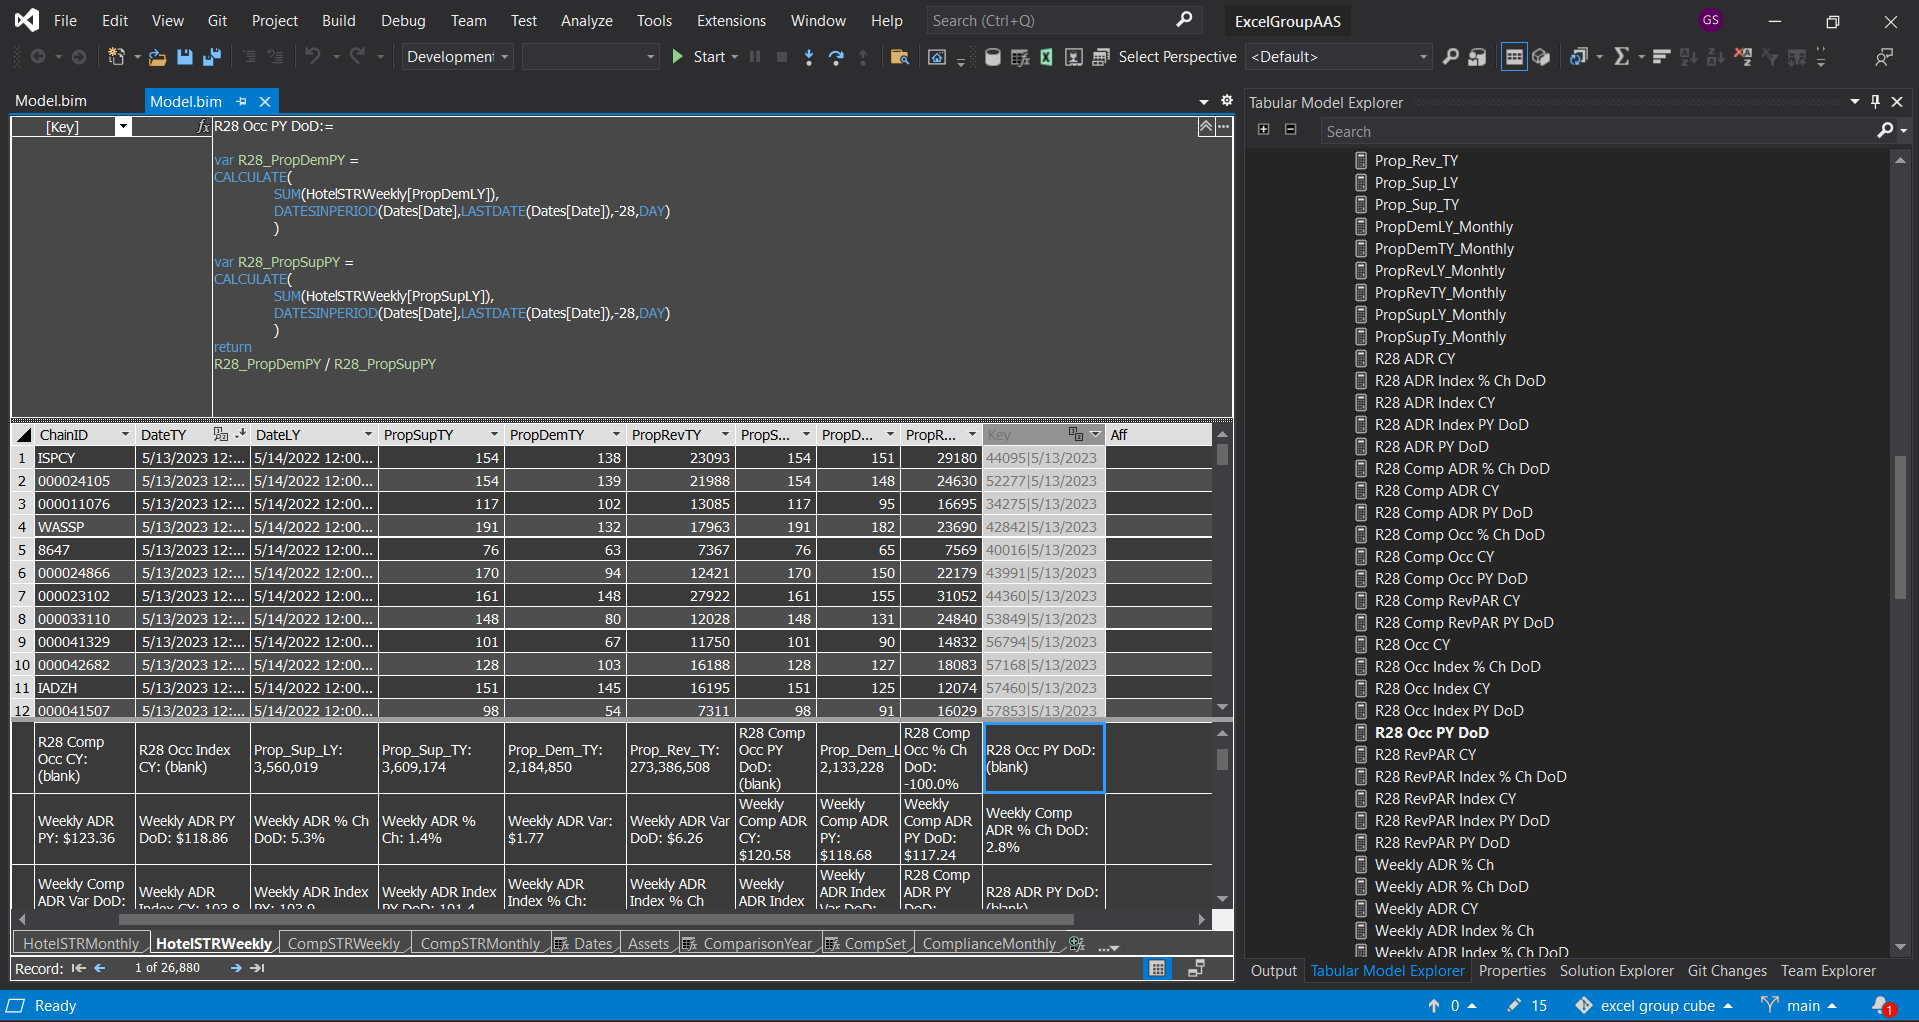 File Edit View Git Project Build Debug Team Test Analyze Tools Extensions Window Help Search (Ctrl+Q) ExcelGroupAAS GS
Development Start Select Perspective <Default>
Model.bim Model.bim
[Key] fx R28 Occ PY DoD:=
var R28_PropDemPY =
CALCULATE(
SUM(HotelSTRWeekly[PropDemLY]),
DATESINPERIOD(Dates[Date],LASTDATE(Dates[Date]),-28,DAY)
)
var R28_PropSupPY =
CALCULATE(
SUM(HotelSTRWeekly[PropSupLY]),
DATESINPERIOD(Dates[Date],LASTDATE(Dates[Date]),-28,DAY)
)
return
R28_PropDemPY / R28_PropSupPY
ChainID DateTY DateLY PropSupTY PropDemTY PropRevTY PropS... PropD... PropR... Key Aff
1 ISPCY 5/13/2023 12:... 5/14/2022 12:00... 154 138 23093 154 151 29180 44095|5/13/2023
2 000024105 5/13/2023 12:... 5/14/2022 12:00... 154 139 21988 154 148 24630 52277|5/13/2023
3 000011076 5/13/2023 12:... 5/14/2022 12:00... 117 102 13085 117 95 16695 34275|5/13/2023
4 WASSP 5/13/2023 12:... 5/14/2022 12:00... 191 132 17963 191 182 23690 42842|5/13/2023
5 8647 5/13/2023 12:... 5/14/2022 12:00... 76 63 7367 76 65 7569 40016|5/13/2023
6 000024866 5/13/2023 12:... 5/14/2022 12:00... 170 94 12421 170 150 22179 43991|5/13/2023
7 000023102 5/13/2023 12:... 5/14/2022 12:00... 161 148 27922 161 155 31052 44360|5/13/2023
8 000033110 5/13/2023 12:... 5/14/2022 12:00... 148 80 12028 148 131 24840 53849|5/13/2023
9 000041329 5/13/2023 12:... 5/14/2022 12:00... 101 67 11750 101 90 14832 56794|5/13/2023
10 000042682 5/13/2023 12:... 5/14/2022 12:00... 128 103 16188 128 127 18083 57168|5/13/2023
11 IADZH 5/13/2023 12:... 5/14/2022 12:00... 151 145 16195 151 125 12074 57460|5/13/2023
12 000041507 5/13/2023 12:... 5/14/2022 12:00... 98 54 7311 98 91 16029 57853|5/13/2023
R28 Comp
Occ CY:
(blank)
R28 Occ Index
CY: (blank)
Prop_Sup_LY:
3,560,019
Prop_Sup_TY:
3,609,174
Prop_Dem_TY:
2,184,850
Prop_Rev_TY:
273,386,508
R28 Comp
Occ PY
DoD:
(blank)
Prop_Dem_L
2,133,228
R28 Comp
Occ % Ch
DoD:
-100.0%
R28 Occ PY DoD:
(blank)
Weekly ADR
PY: $123.36
Weekly ADR PY
DoD: $118.86
Weekly ADR % Ch
DoD: 5.3%
Weekly ADR %
Ch: 1.4%
Weekly ADR Var:
$1.77
Weekly ADR Var
DoD: $6.26
Weekly
Comp ADR
CY:
$120.58
Weekly
Comp ADR
PY:
$118.68
Weekly
Comp ADR
PY DoD:
$117.24
Weekly Comp
ADR % Ch DoD:
2.8%
Weekly Comp
ADR Var DoD:
Weekly ADR
Index CY: 103.8
Weekly ADR Index
PY: 103.9
Weekly ADR Index
PY DoD: 101.4
Weekly ADR
Index % Ch:
Weekly ADR
Index % Ch
Weekly
ADR Index
Weekly
ADR Index
Var DoD:
R28 Comp
ADR PY
DoD:
R28 ADR PY DoD:
(blank)
HotelSTRMonthly HotelSTRWeekly CompSTRWeekly CompSTRMonthly Dates Assets ComparisonYear CompSet ComplianceMonthly ...
Record: 1 of 26,880
Tabular Model Explorer
Search
Prop_Rev_TY
Prop_Sup_LY
Prop_Sup_TY
PropDemLY_Monthly
PropDemTY_Monthly
PropRevLY_Monhtly
PropRevTY_Monthly
PropSupLY_Monthly
PropSupTy_Monthly
R28 ADR CY
R28 ADR Index % Ch DoD
R28 ADR Index CY
R28 ADR Index PY DoD
R28 ADR PY DoD
R28 Comp ADR % Ch DoD
R28 Comp ADR CY
R28 Comp ADR PY DoD
R28 Comp Occ % Ch DoD
R28 Comp Occ CY
R28 Comp Occ PY DoD
R28 Comp RevPAR CY
R28 Comp RevPAR PY DoD
R28 Occ CY
R28 Occ Index % Ch DoD
R28 Occ Index CY
R28 Occ Index PY DoD
R28 Occ PY DoD
R28 RevPAR CY
R28 RevPAR Index % Ch DoD
R28 RevPAR Index CY
R28 RevPAR Index PY DoD
R28 RevPAR PY DoD
Weekly ADR % Ch
Weekly ADR % Ch DoD
Weekly ADR CY
Weekly ADR Index % Ch
Weekly ADR Index % Ch DoD
Output Tabular Model Explorer Properties Solution Explorer Git Changes Team Explorer
Ready 0 15 excel group cube main 1